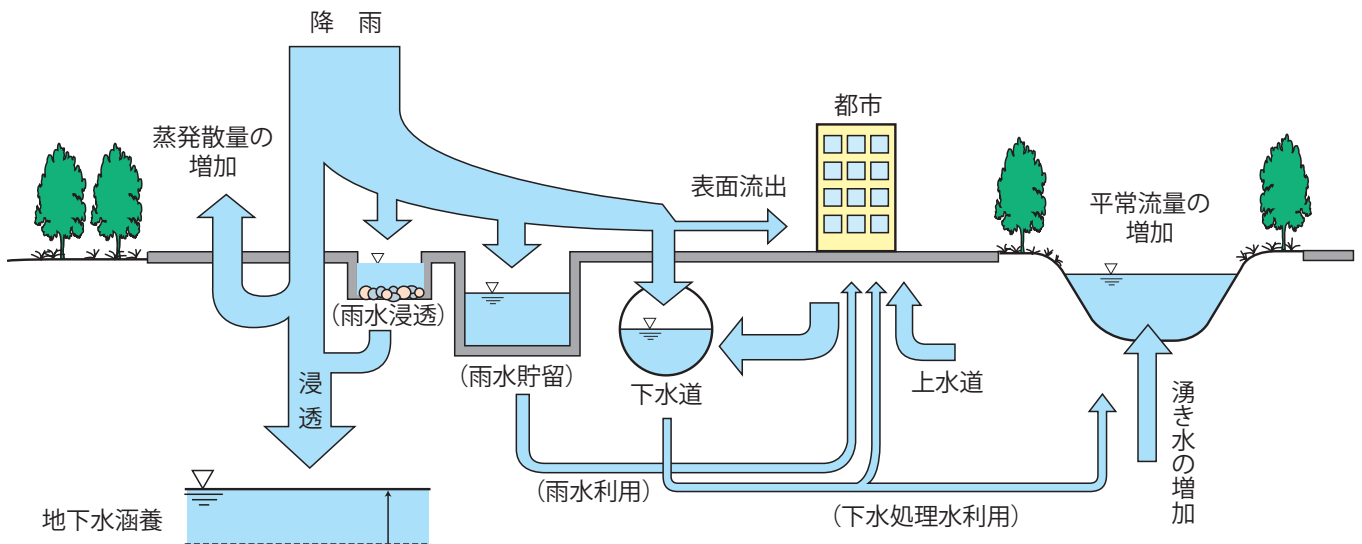 降 雨
都市
蒸発散量の
増加
表面流出
平常流量の
増加
(雨水浸透)
(雨水貯留)
下水道
上水道
浸透
湧き水の増加
(雨水利用)
(下水処理水利用)
地下水涵養